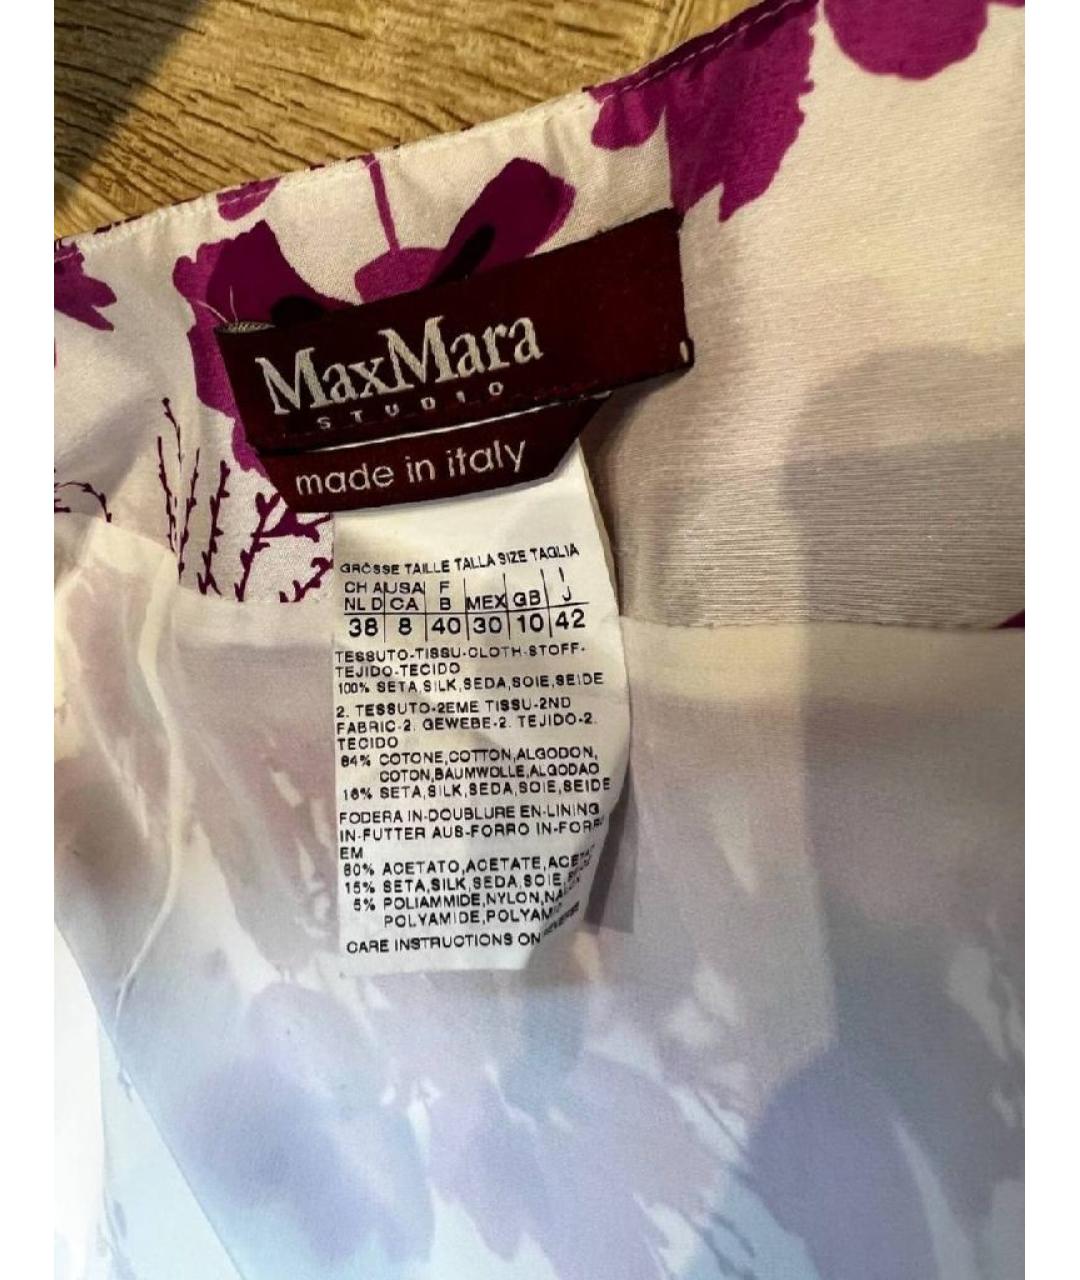 MaxMara
STUDIO
made in italy
GRÖSSE TAILLE TALLA SIZE TAGLIA
CH A USA F I
NL D CA B MEX GB J
38 8 40 30 10 42
TESSUTO-TISSU-CLOTH-STOFF-
TEJIDO-TECIDO
100% SETA,SILK,SEDA,SOIE,SEIDE
2. TESSUTO-2EME TISSU-2ND
FABRIC-2. GEWEBE-2. TEJIDO-2.
TECIDO
84% COTONE,COTTON,ALGODON,
COTON,BAUMWOLLE,ALGODAO
16% SETA,SILK,SEDA,SOIE,SEIDE
FODERA IN-DOUBLURE EN-LINING
IN-FUTTER AUS-FORRO IN-FORR
EM
80% ACETATO,ACETATE,
15% SETA,SILK,SEDA,SOIE,
5% POLIAMMIDE,NYLON,
POLYAMIDE,
CARE INSTRUCTIONS ON REVERSE